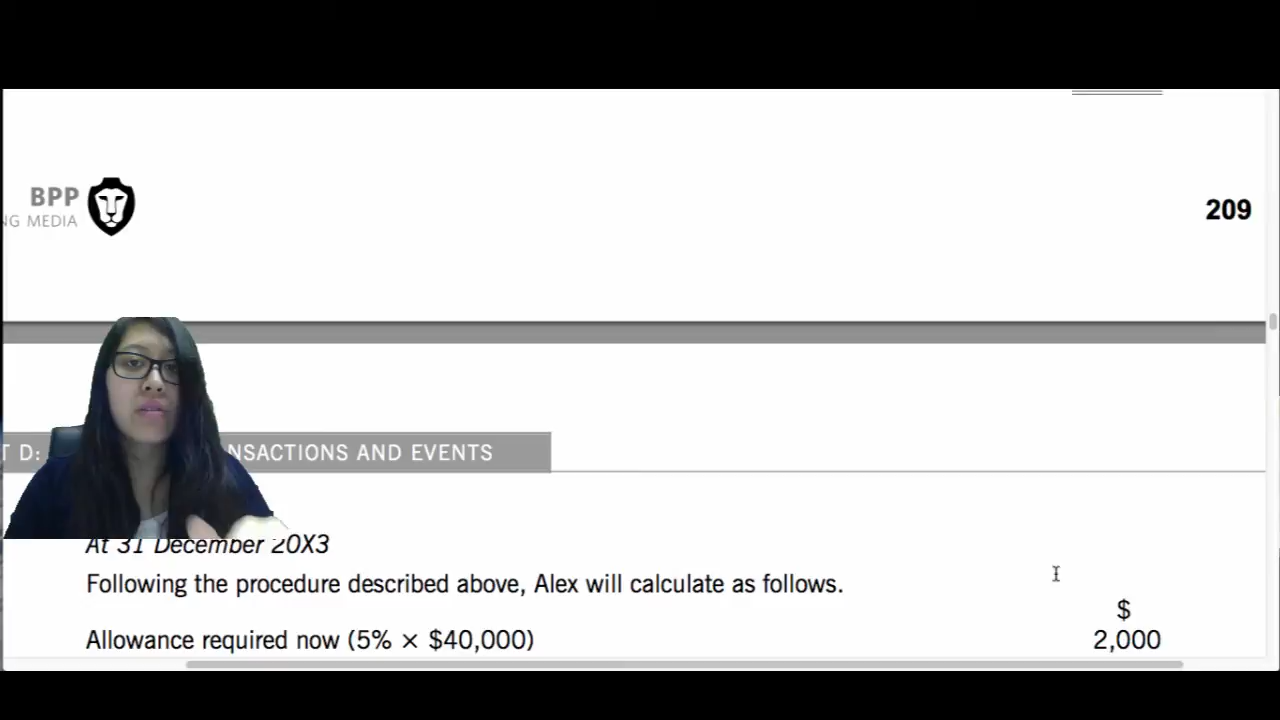 BPP
NG MEDIA
209
T D:
NSACTIONS AND EVENTS
At 31 December 20X3
Following the procedure described above, Alex will calculate as follows.
$
Allowance required now (5% × $40,000) 2,000